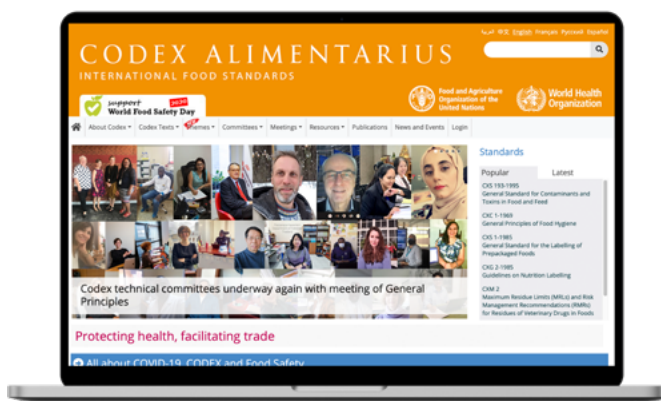 العربية 中文 English Français Русский Español
CODEX ALIMENTARIUS
INTERNATIONAL FOOD STANDARDS
Food and Agriculture
Organization of the
United Nations
World Health
Organization
support 2020
World Food Safety Day
About Codex
Codex Texts
Themes
Committees
Meetings
Resources
Publications
News and Events
Login
Codex technical committees underway again with meeting of General
Principles
Standards
Popular
Latest
CXS 193-1995
General Standard for Contaminants and
Toxins in Food and Feed
CXC 1-1969
General Principles of Food Hygiene
CXS 1-1985
General Standard for the Labelling of
Prepackaged Foods
CXG 2-1985
Guidelines on Nutrition Labelling
CXM 2
Maximum Residue Limits (MRLs) and Risk
Management Recommendations (RMRs)
for Residues of Veterinary Drugs in Foods
Protecting health, facilitating trade
All about COVID-19, CODEX and Food Safety